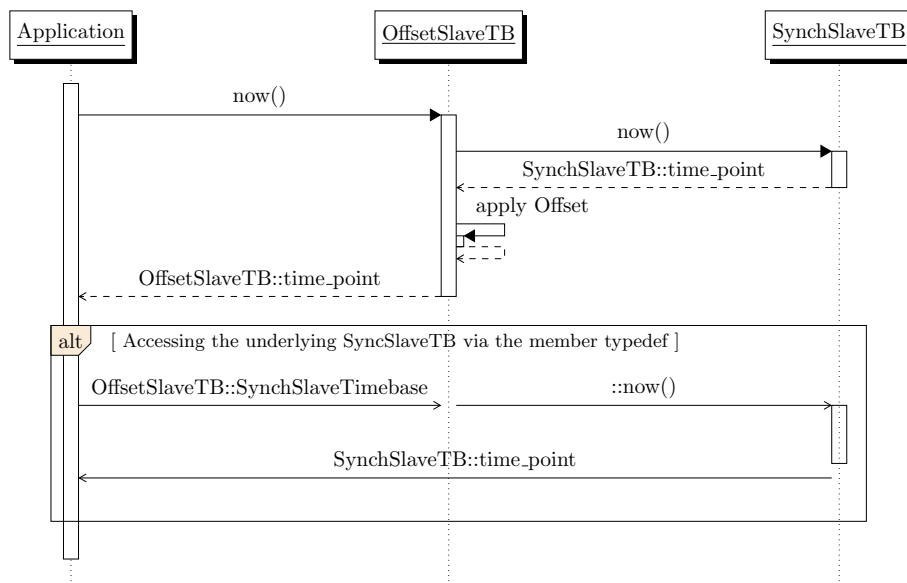 Application
OffsetSlaveTB
SynchSlaveTB
now()
now()
SynchSlaveTB::time_point
apply Offset
OffsetSlaveTB::time_point
alt
[ Accessing the underlying SyncSlaveTB via the member typedef ]
OffsetSlaveTB::SynchSlaveTimebase
::now()
SynchSlaveTB::time_point